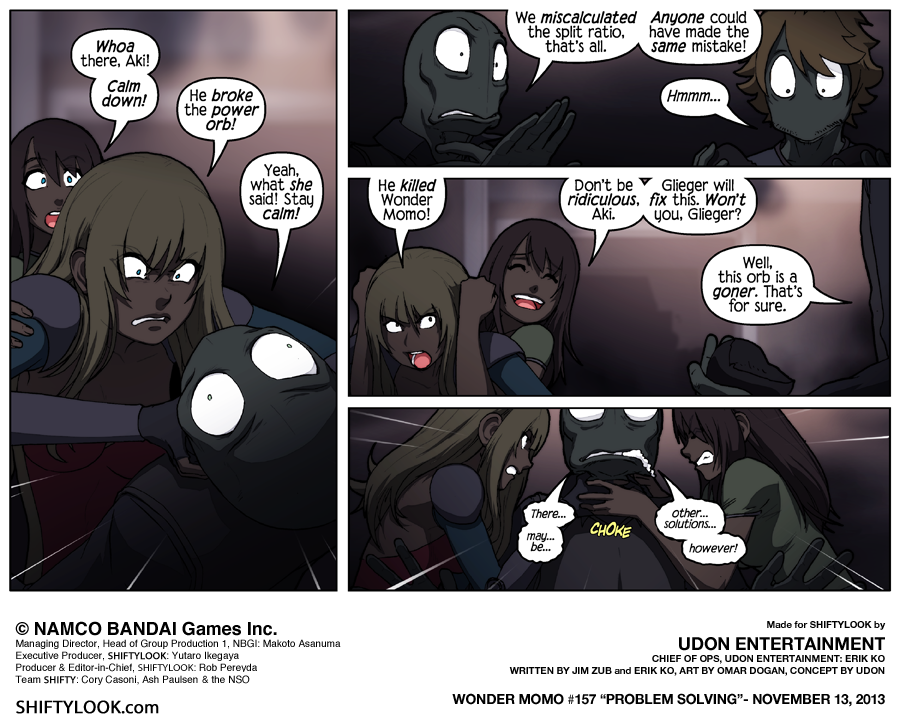 Whoa
there, Aki!
Calm
down!
He broke
the power
orb!
Yeah,
what she
said! Stay
calm!
We miscalculated
the split ratio,
that's all.
Anyone could
have made the
same mistake!
Hmmm...
He killed
Wonder
Momo!
Don't be
ridiculous,
Aki.
Glieger will
fix this. Won't
you, Glieger?
Well,
this orb is a
goner. That's
for sure.
There...
may...
be...
CHOKE
other...
solutions...
however!
© NAMCO BANDAI Games Inc.
Managing Director, Head of Group Production 1, NBGI: Makoto Asanuma
Executive Producer, SHIFTYLOOK: Yutaro Ikegaya
Producer & Editor-in-Chief, SHIFTYLOOK: Rob Pereyda
Team SHIFTY: Cory Casoni, Ash Paulsen & the NSO
SHIFTYLOOK.com
Made for SHIFTYLOOK by
UDON ENTERTAINMENT
CHIEF OF OPS, UDON ENTERTAINMENT: ERIK KO
WRITTEN BY JIM ZUB and ERIK KO, ART BY OMAR DOGAN, CONCEPT BY UDON
WONDER MOMO #157 “PROBLEM SOLVING”- NOVEMBER 13, 2013